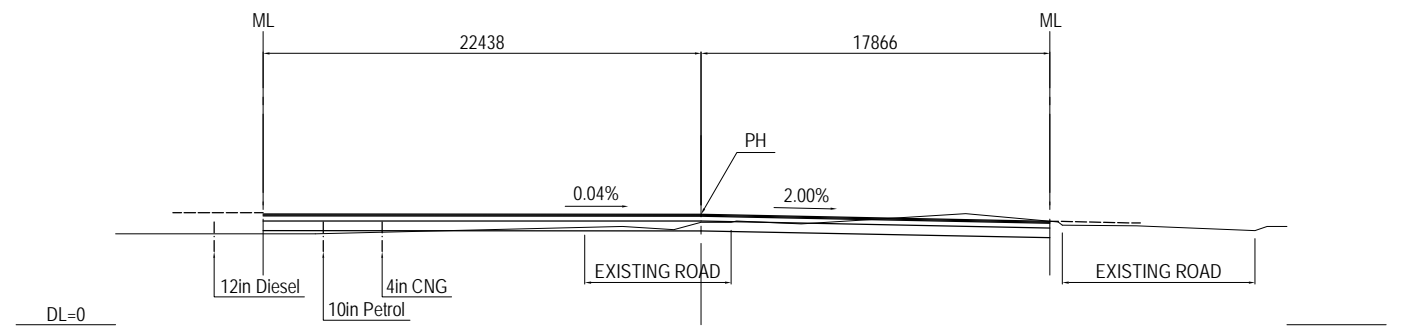 ML
ML
22438
17866
PH
0.04%
2.00%
EXISTING ROAD
EXISTING ROAD
12in Diesel
4in CNG
10in Petrol
DL=0